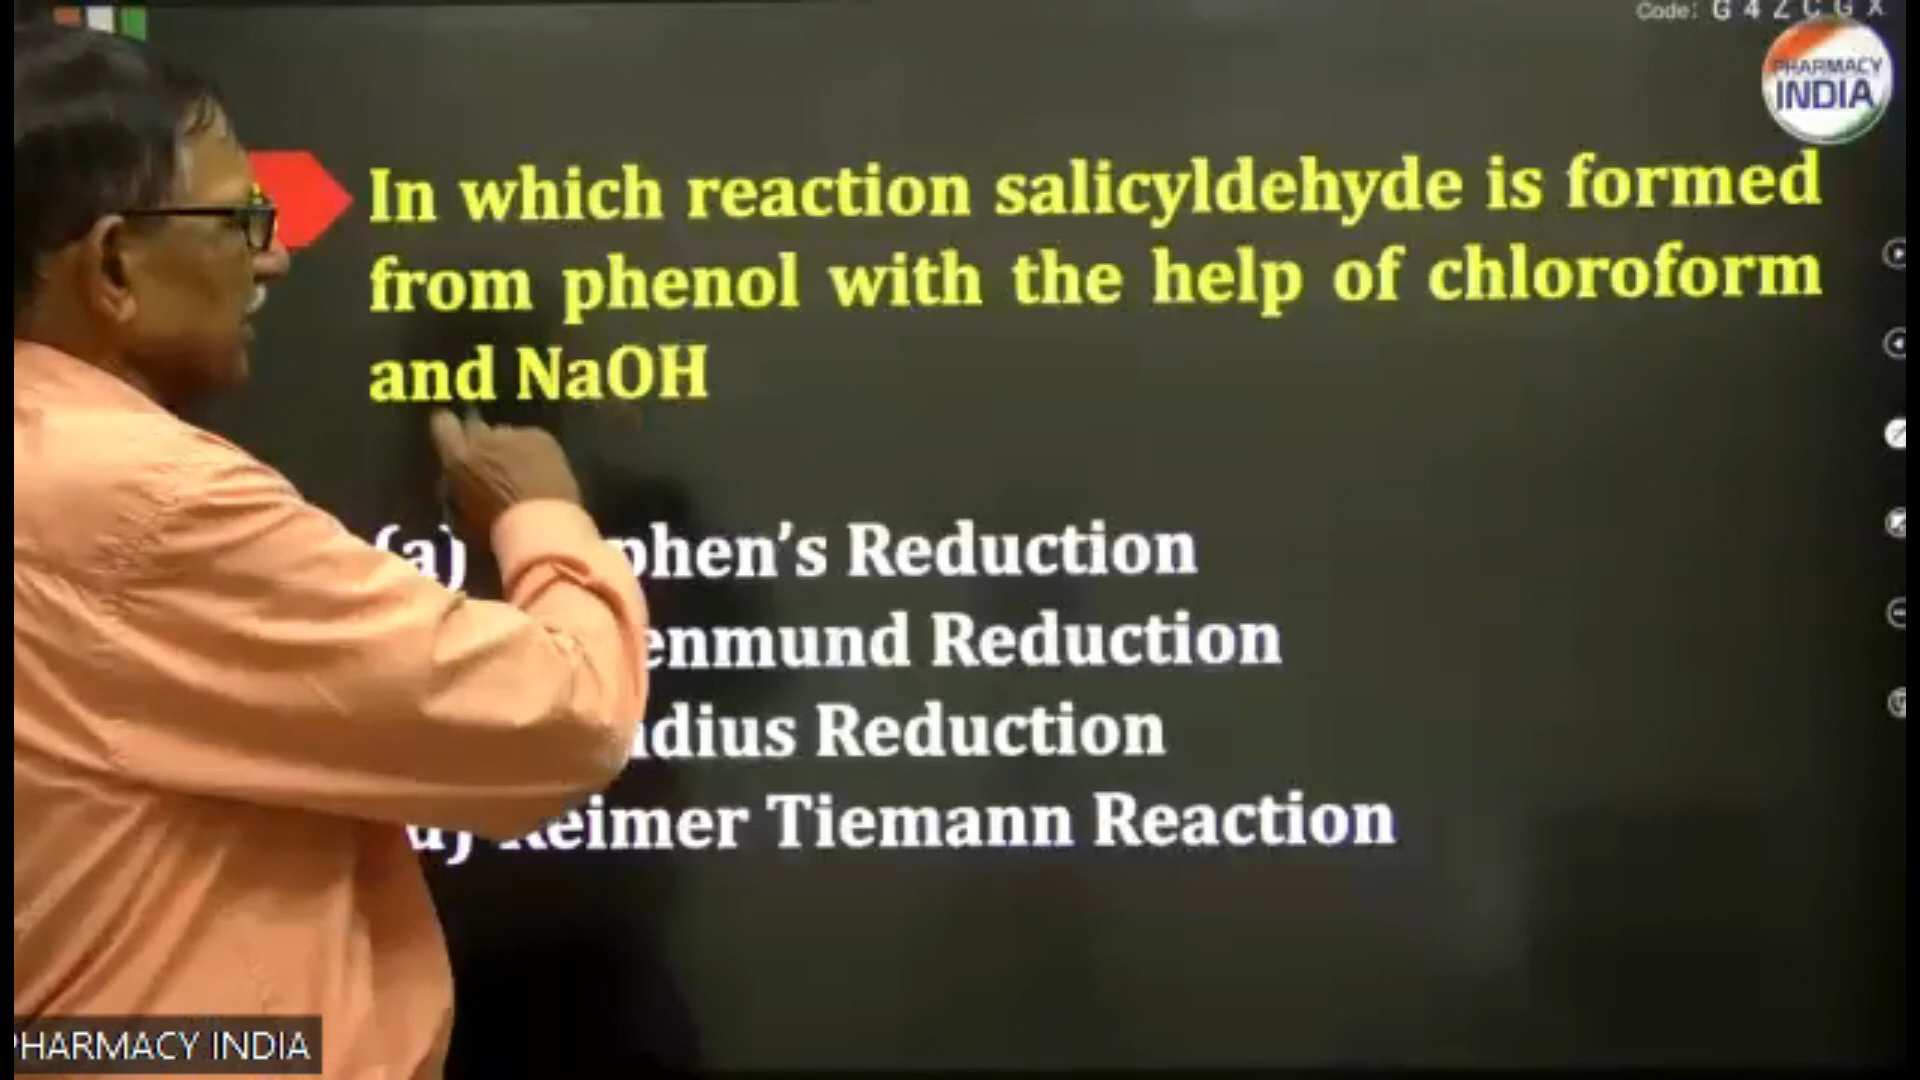 Code: G 4 Z C G X
PHARMACY
INDIA
In which reaction salicyldehyde is formed
from phenol with the help of chloroform
and NaOH
(a) phen’s Reduction
enmund Reduction
dius Reduction
Reimer Tiemann Reaction
PHARMACY INDIA